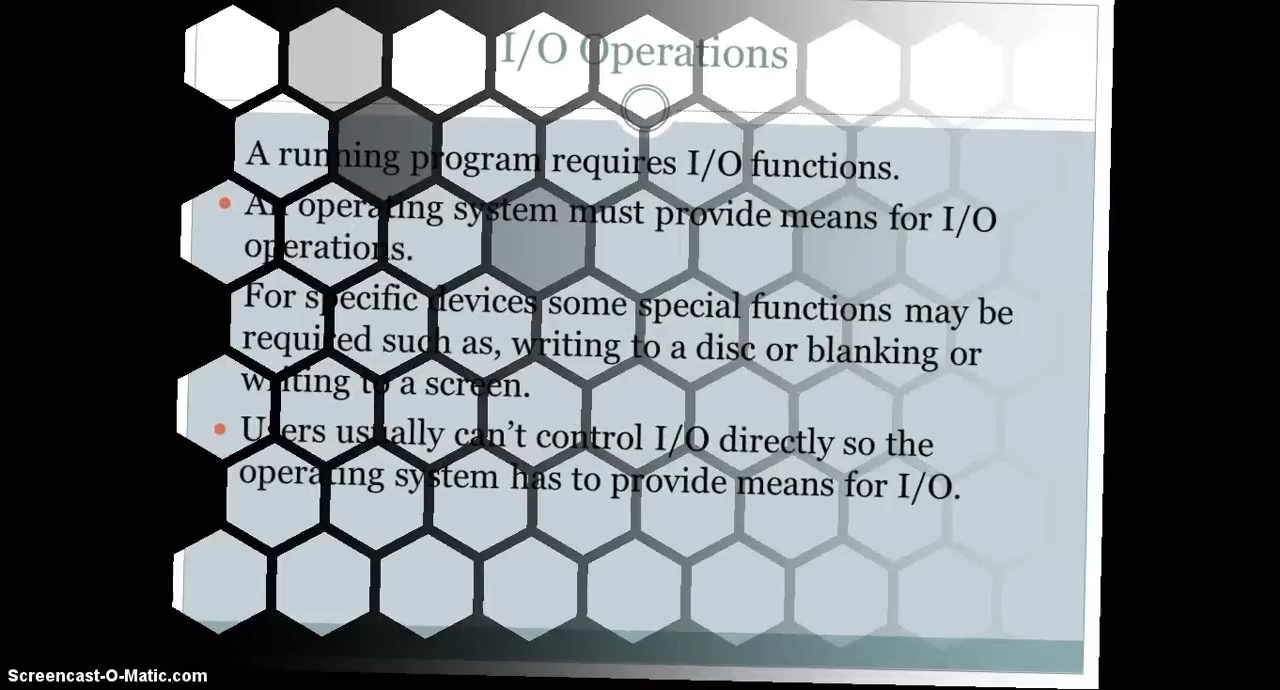 I/O Operations
A running program requires I/O functions.
An operating system must provide means for I/O
operations.
For specific devices some special functions may be
required such as, writing to a disc or blanking or
writing to a screen.
Users usually can’t control I/O directly so the
operating system has to provide means for I/O.
Screencast-O-Matic.com